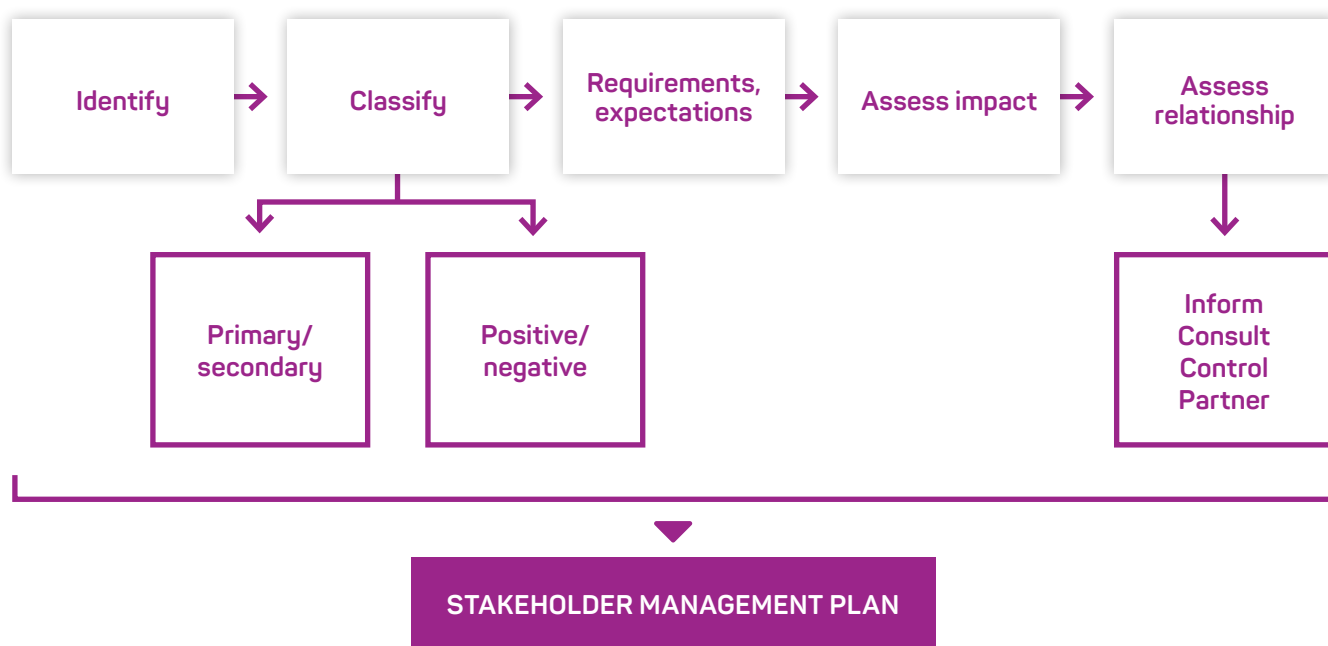 Identify
Classify
Requirements,
expectations
Assess impact
Assess
relationship
Primary/
secondary
Positive/
negative
Inform
Consult
Control
Partner
STAKEHOLDER MANAGEMENT PLAN